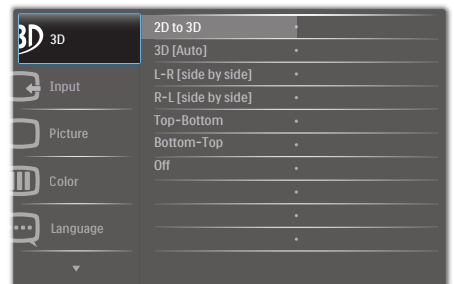 3D
3D
Input
Picture
Color
Language
2D to 3D
3D [Auto]
L-R [side by side]
R-L [side by side]
Top-Bottom
Bottom-Top
Off